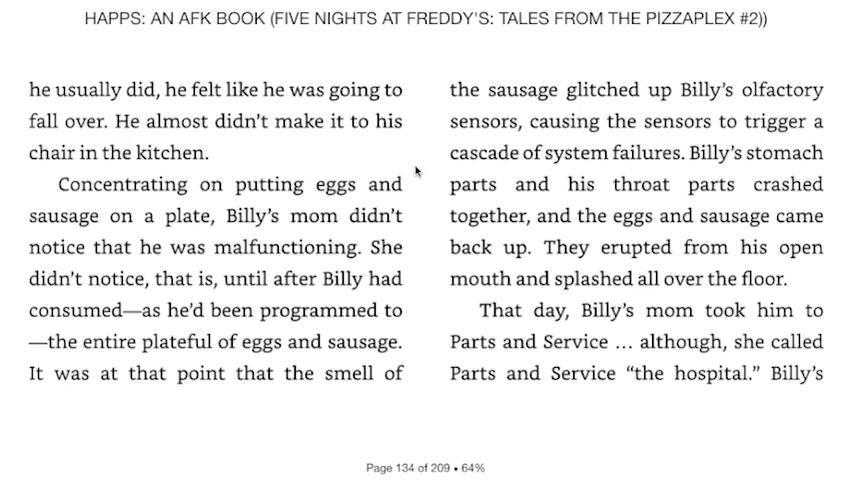 HAPPS: AN AFK BOOK (FIVE NIGHTS AT FREDDY'S: TALES FROM THE PIZZAPLEX #2))
he usually did, he felt like he was going to
fall over. He almost didn’t make it to his
chair in the kitchen.
Concentrating on putting eggs and
sausage on a plate, Billy’s mom didn’t
notice that he was malfunctioning. She
didn’t notice, that is, until after Billy had
consumed—as he’d been programmed to
—the entire plateful of eggs and sausage.
It was at that point that the smell of
the sausage glitched up Billy’s olfactory
sensors, causing the sensors to trigger a
cascade of system failures. Billy’s stomach
parts and his throat parts crashed
together, and the eggs and sausage came
back up. They erupted from his open
mouth and splashed all over the floor.
That day, Billy’s mom took him to
Parts and Service … although, she called
Parts and Service “the hospital.” Billy’s
Page 134 of 209 • 64%